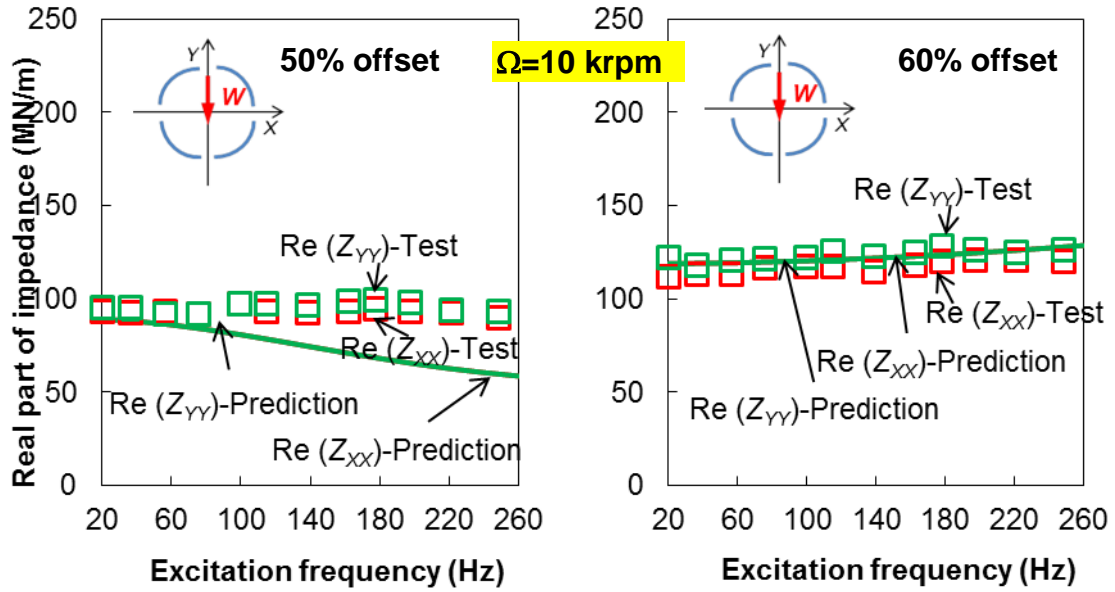 Real part of impedance (MN/m)
250
200
150
100
50
0
20 60 100 140 180 220 260
Excitation frequency (Hz)
Y
W
X
50% offset
Re (ZYY)-Test
Re (ZXX)-Test
Re (ZYY)-Prediction
Re (ZXX)-Prediction
Ω=10 krpm
250
200
150
100
50
0
20 60 100 140 180 220 260
Excitation frequency (Hz)
Y
W
X
60% offset
Re (ZYY)-Test
Re (ZXX)-Test
Re (ZXX)-Prediction
Re (ZYY)-Prediction